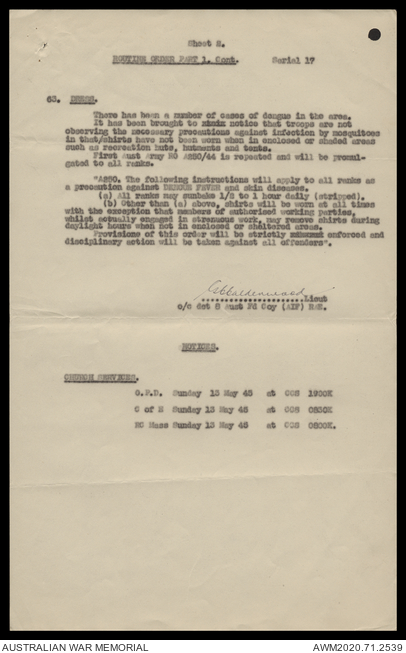 Sheet 2.
ROUTINE ORDER PART 1. Cont. Serial 17
63. DRESS.
There has been a number of cases of dengue in the area.
It has been brought to notice that troops are not
observing the necessary precautions against infection by mosquitoes
in that/shirts have not been worn when in enclosed or shaded areas
such as recreation huts, hutments and tents.
First Aust Army RO A220/44 is repeated and will be promul-
gated to all ranks.
"A220. The following instructions will apply to all ranks as
a precaution against DENGUE FEVER and skin diseases.
(a) All ranks may sunbake 1/2 to 1 hour daily (stripped).
(b) Other than (a) above, shirts will be worn at all times
with the exception that members of authorised working parties,
whilst actually engaged in strenuous work, may remove shirts during
daylight hours when not in enclosed or sheltered areas.
Provisions of this order will be strictly enforced and
disciplinary action will be taken against all offenders".
Lieut
o/c det 8 Aust Fd Coy (AIF) RAE.
NOTICES.
CHURCH SERVICES.
O.P.D. Sunday 13 May 45 at CCS 1900K
C of E Sunday 13 May 45 at CCS 0830K
RC Mass Sunday 13 May 45 at CCS 0800K.
AUSTRALIAN WAR MEMORIAL
AWM2020.71.2539